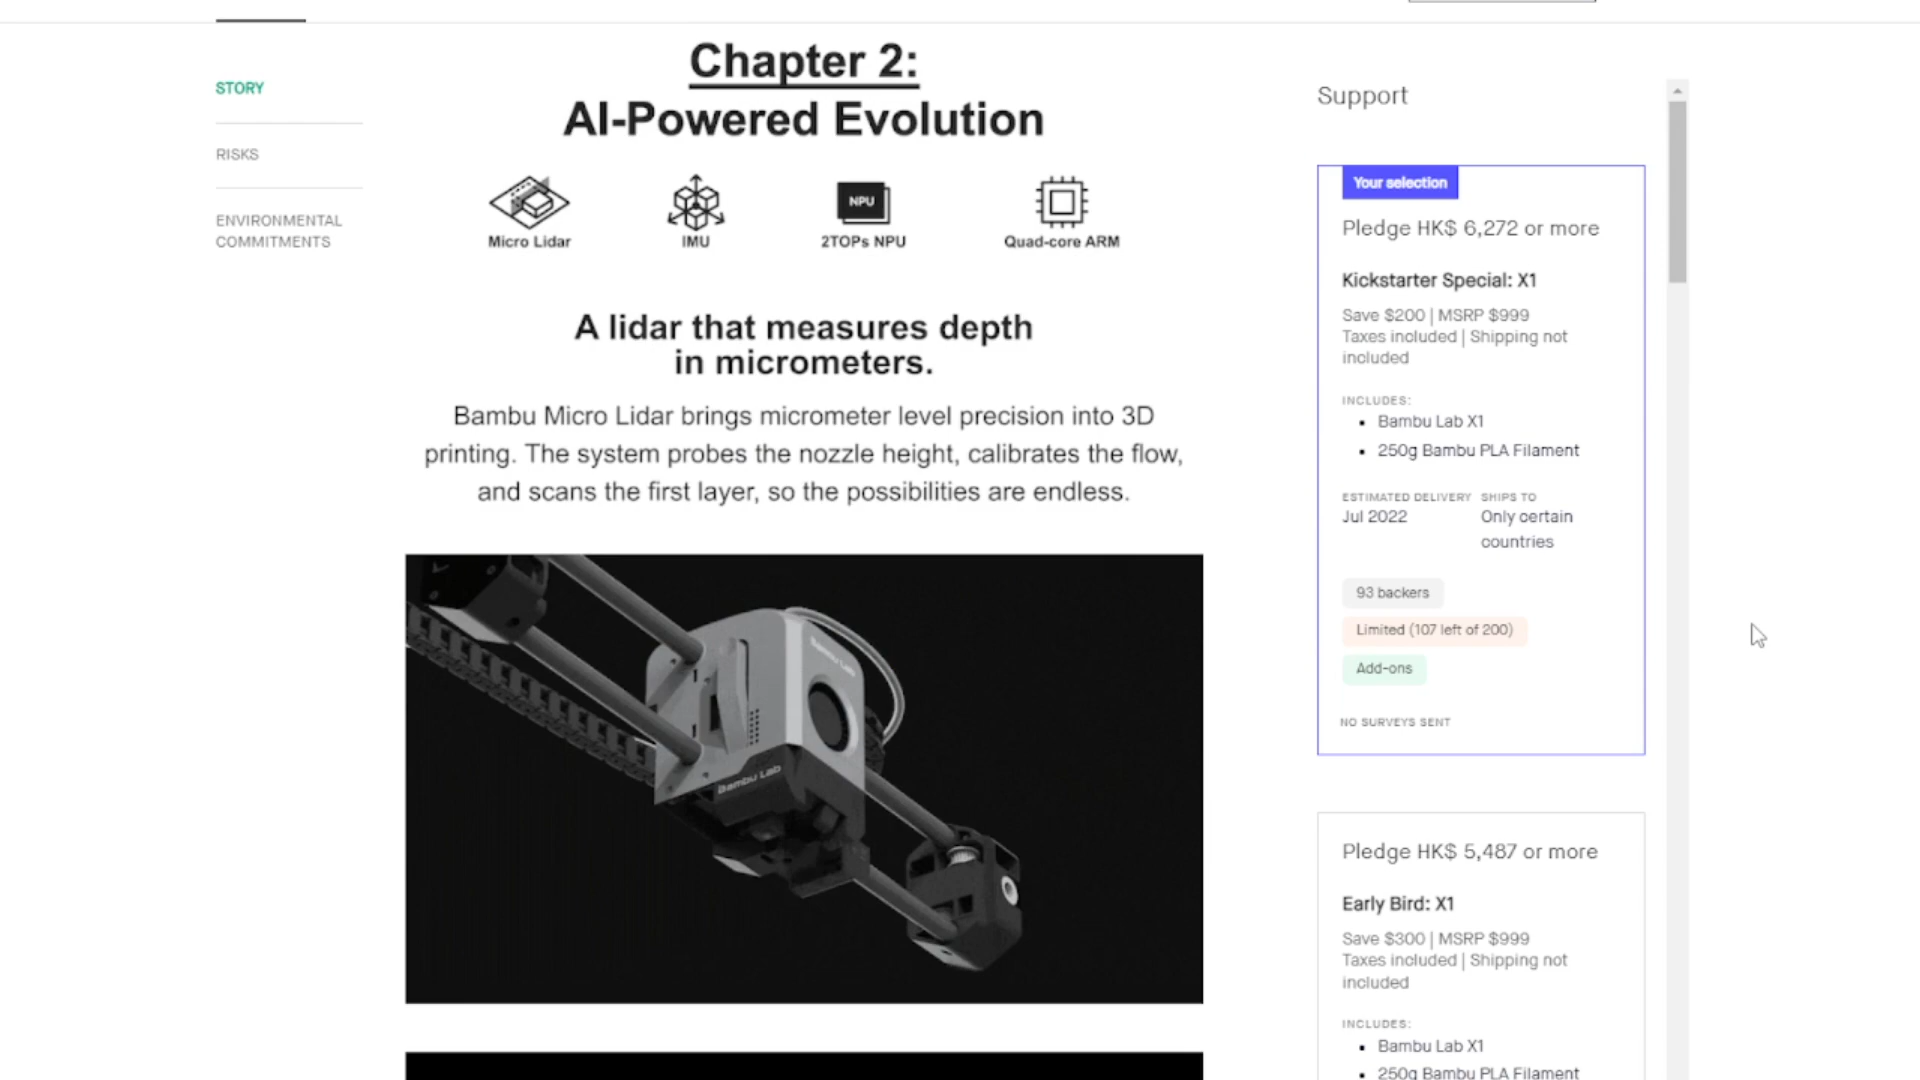 STORY
RISKS
ENVIRONMENTAL
COMMITMENTS
Chapter 2:
AI-Powered Evolution
Micro Lidar
IMU
NPU
2TOPs NPU
Quad-core ARM
A lidar that measures depth
in micrometers.
Bambu Micro Lidar brings micrometer level precision into 3D
printing. The system probes the nozzle height, calibrates the flow,
and scans the first layer, so the possibilities are endless.
Bambu Lab
Bambu Lab
Support
Your selection
Pledge HK$ 6,272 or more
Kickstarter Special: X1
Save $200 | MSRP $999
Taxes included | Shipping not
included
INCLUDES:
Bambu Lab X1
250g Bambu PLA Filament
ESTIMATED DELIVERY SHIPS TO
Jul 2022 Only certain
countries
93 backers
Limited (107 left of 200)
Add-ons
NO SURVEYS SENT
Pledge HK$ 5,487 or more
Early Bird: X1
Save $300 | MSRP $999
Taxes included | Shipping not
included
INCLUDES:
Bambu Lab X1
250g Bambu PLA Filament